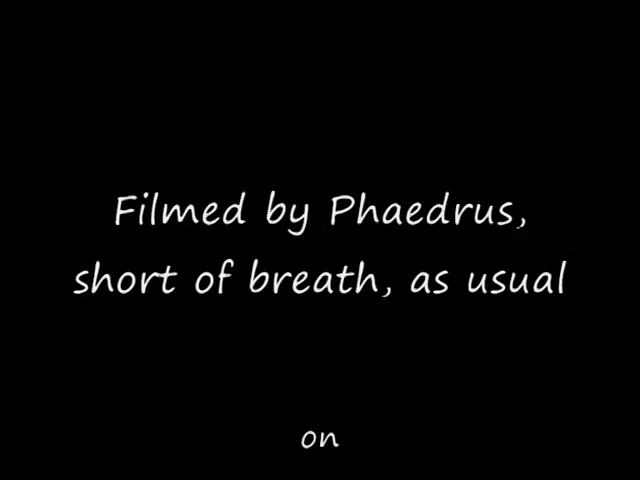 Filmed by Phaedrus,
short of breath, as usual
on